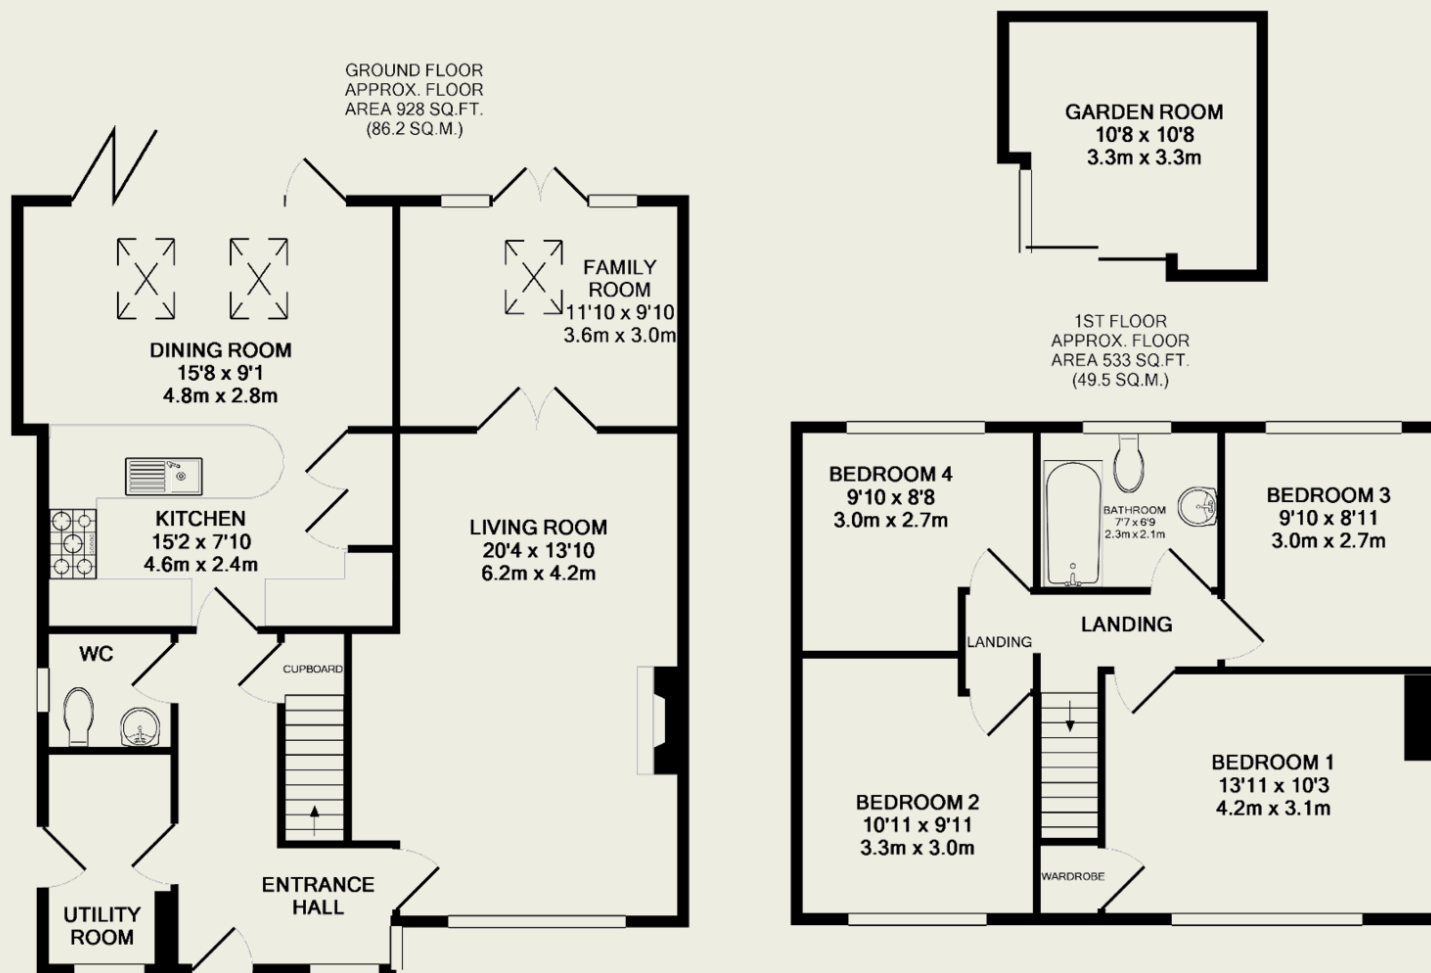 GROUND FLOOR
APPROX. FLOOR
AREA 928 SQ.FT.
(86.2 SQ.M.)
DINING ROOM
15'8 x 9'1
4.8m x 2.8m
FAMILY
ROOM
11'10 x 9'10
3.6m x 3.0m
KITCHEN
15'2 x 7'10
4.6m x 2.4m
LIVING ROOM
20'4 x 13'10
6.2m x 4.2m
WC
CUPBOARD
ENTRANCE
HALL
UTILITY
ROOM
GARDEN ROOM
10'8 x 10'8
3.3m x 3.3m
1ST FLOOR
APPROX. FLOOR
AREA 533 SQ.FT.
(49.5 SQ.M.)
BEDROOM 4
9'10 x 8'8
3.0m x 2.7m
BATHROOM
7'7 x 6'9
2.3m x 2.1m
BEDROOM 3
9'10 x 8'11
3.0m x 2.7m
LANDING
LANDING
BEDROOM 2
10'11 x 9'11
3.3m x 3.0m
BEDROOM 1
13'11 x 10'3
4.2m x 3.1m
WARDROBE